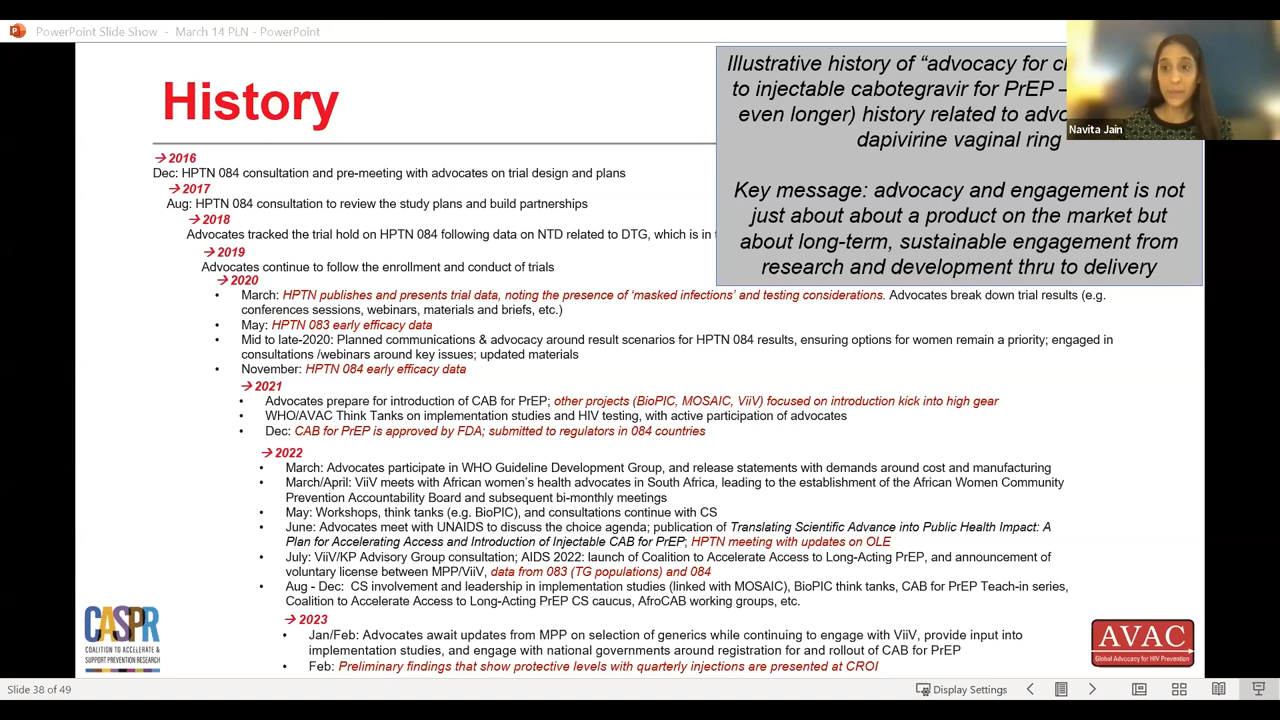 PowerPoint Slide Show - March 14 PLN - PowerPoint
History
Illustrative history of “advocacy for
to injectable cabotegravir for PrEP –
even longer) history related to
dapivirine vaginal ring
Key message: advocacy and engagement is not
just about about a product on the market but
about long-term, sustainable engagement from
research and development thru to delivery
Navita Jain
→ 2016
Dec: HPTN 084 consultation and pre-meeting with advocates on trial design and plans
→ 2017
Aug: HPTN 084 consultation to review the study plans and build partnerships
→ 2018
Advocates tracked the trial hold on HPTN 084 following data on NTD related to DTG, which is in
→ 2019
Advocates continue to follow the enrollment and conduct of trials
→ 2020
• March: HPTN publishes and presents trial data, noting the presence of ‘masked infections’ and testing considerations. Advocates break down trial results (e.g.
conferences sessions, webinars, materials and briefs, etc.)
• May: HPTN 083 early efficacy data
• Mid to late-2020: Planned communications & advocacy around result scenarios for HPTN 084 results, ensuring options for women remain a priority; engaged in
consultations /webinars around key issues; updated materials
• November: HPTN 084 early efficacy data
→ 2021
• Advocates prepare for introduction of CAB for PrEP; other projects (BioPIC, MOSAIC, ViiV) focused on introduction kick into high gear
• WHO/AVAC Think Tanks on implementation studies and HIV testing, with active participation of advocates
• Dec: CAB for PrEP is approved by FDA; submitted to regulators in 084 countries
→ 2022
• March: Advocates participate in WHO Guideline Development Group, and release statements with demands around cost and manufacturing
• March/April: ViiV meets with African women’s health advocates in South Africa, leading to the establishment of the African Women Community
Prevention Accountability Board and subsequent bi-monthly meetings
• May: Workshops, think tanks (e.g. BioPIC), and consultations continue with CS
• June: Advocates meet with UNAIDS to discuss the choice agenda; publication of Translating Scientific Advance into Public Health Impact: A
Plan for Accelerating Access and Introduction of Injectable CAB for PrEP; HPTN meeting with updates on OLE
• July: ViiV/KP Advisory Group consultation; AIDS 2022: launch of Coalition to Accelerate Access to Long-Acting PrEP, and announcement of
voluntary license between MPP/ViiV, data from 083 (TG populations) and 084
• Aug - Dec: CS involvement and leadership in implementation studies (linked with MOSAIC), BioPIC think tanks, CAB for PrEP Teach-in series,
Coalition to Accelerate Access to Long-Acting PrEP CS caucus, AfroCAB working groups, etc.
→ 2023
• Jan/Feb: Advocates await updates from MPP on selection of generics while continuing to engage with ViiV, provide input into
implementation studies, and engage with national governments around registration for and rollout of CAB for PrEP
• Feb: Preliminary findings that show protective levels with quarterly injections are presented at CROI
CASPR
COALITION TO ACCELERATE &
SUPPORT PREVENTION RESEARCH
AVAC
Global Advocacy for HIV Prevention
Slide 38 of 49
Display Settings